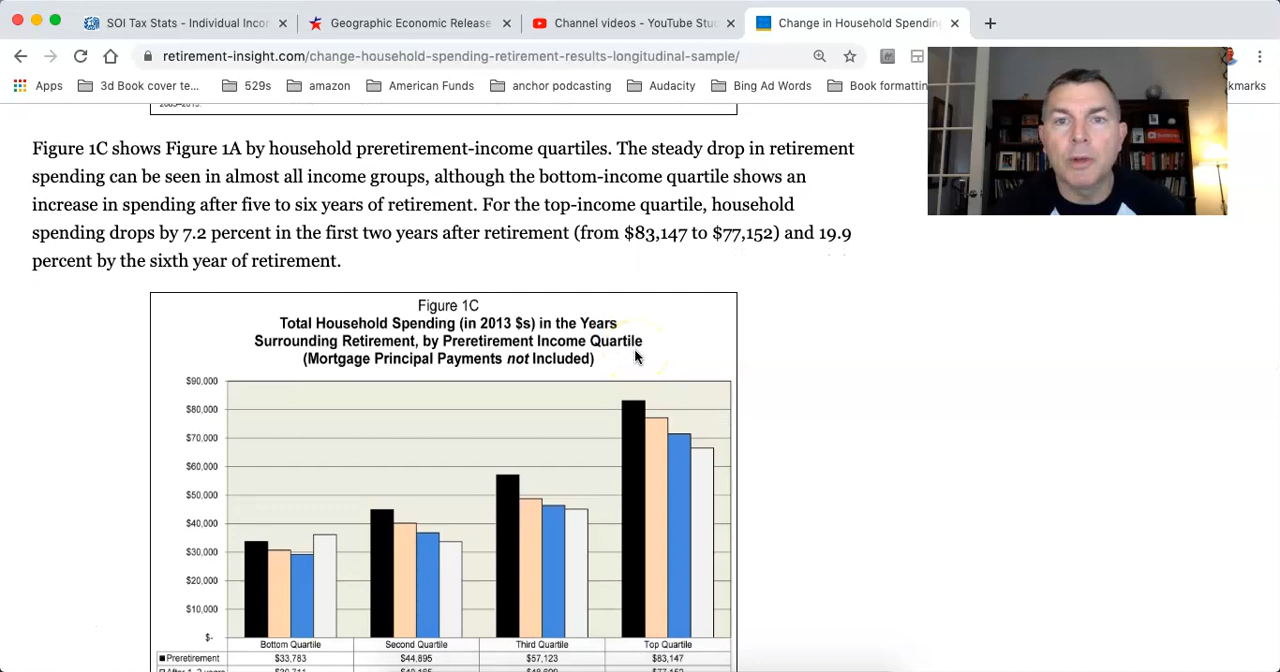 SOI Tax Stats - Individual Incom
Geographic Economic Release
Channel videos - YouTube Stu
Change in Household Spending
retirement-insight.com/change-household-spending-retirement-results-longitudinal-sample/
Apps 3d Book cover te... 529s amazon American Funds anchor podcasting Audacity Bing Ad Words Book formattin kmarks
Figure 1C shows Figure 1A by household preretirement-income quartiles. The steady drop in retirement
spending can be seen in almost all income groups, although the bottom-income quartile shows an
increase in spending after five to six years of retirement. For the top-income quartile, household
spending drops by 7.2 percent in the first two years after retirement (from $83,147 to $77,152) and 19.9
percent by the sixth year of retirement.
Figure 1C
Total Household Spending (in 2013 $s) in the Years
Surrounding Retirement, by Preretirement Income Quartile
(Mortgage Principal Payments not Included)
$90,000
$80,000
$70,000
$60,000
$50,000
$40,000
$30,000
$20,000
$10,000
$-
Bottom Quartile Second Quartile Third Quartile Top Quartile
Preretirement $33,783 $44,895 $57,123 $83,147